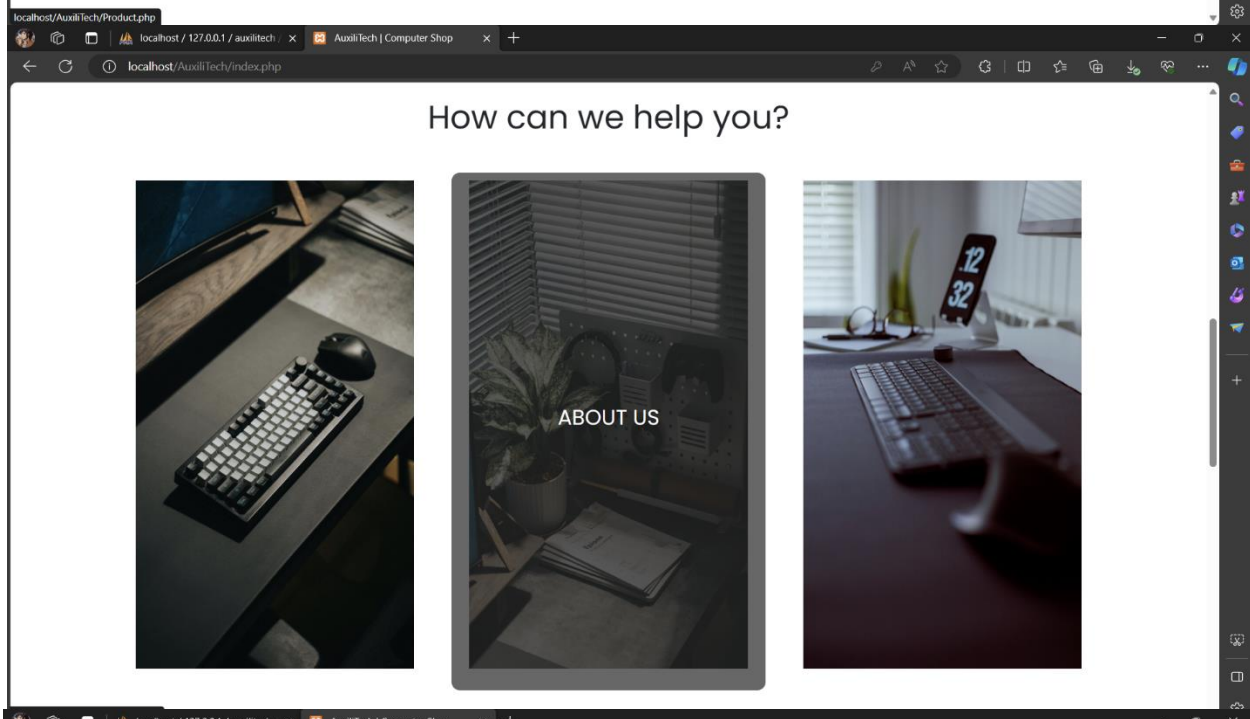 localhost/AuxiliTech/Product.php
localhost / 127.0.0.1 / auxilitech /
AuxiliTech | Computer Shop
localhost/AuxiliTech/index.php
How can we help you?
12
32
ABOUT US